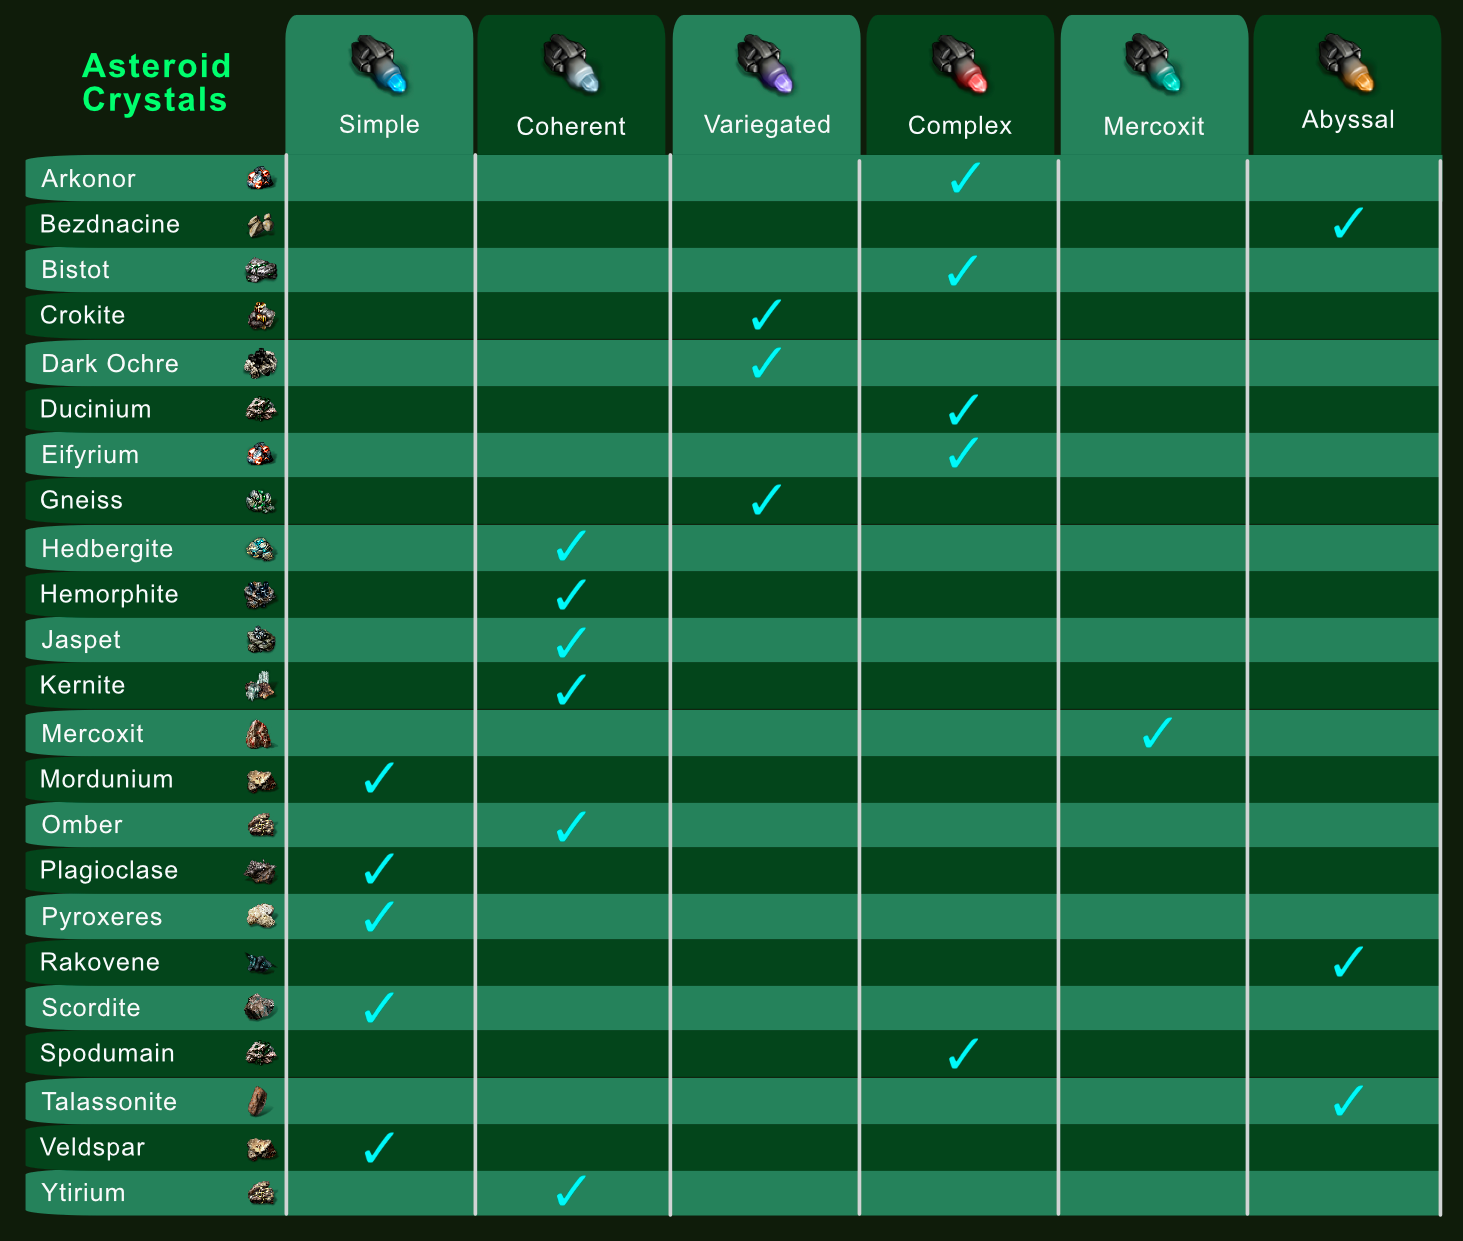 Asteroid
Crystals
Simple
Coherent
Variegated
Complex
Mercoxit
Abyssal
Arkonor
✓
Bezdnacine
✓
Bistot
✓
Crokite
✓
Dark Ochre
✓
Ducinium
✓
Eifyrium
✓
Gneiss
✓
Hedbergite
✓
Hemorphite
✓
Jaspet
✓
Kernite
✓
Mercoxit
✓
Mordunium
✓
Omber
✓
Plagioclase
✓
Pyroxeres
✓
Rakovene
✓
Scordite
✓
Spodumain
✓
Talassonite
✓
Veldspar
✓
Ytirium
✓